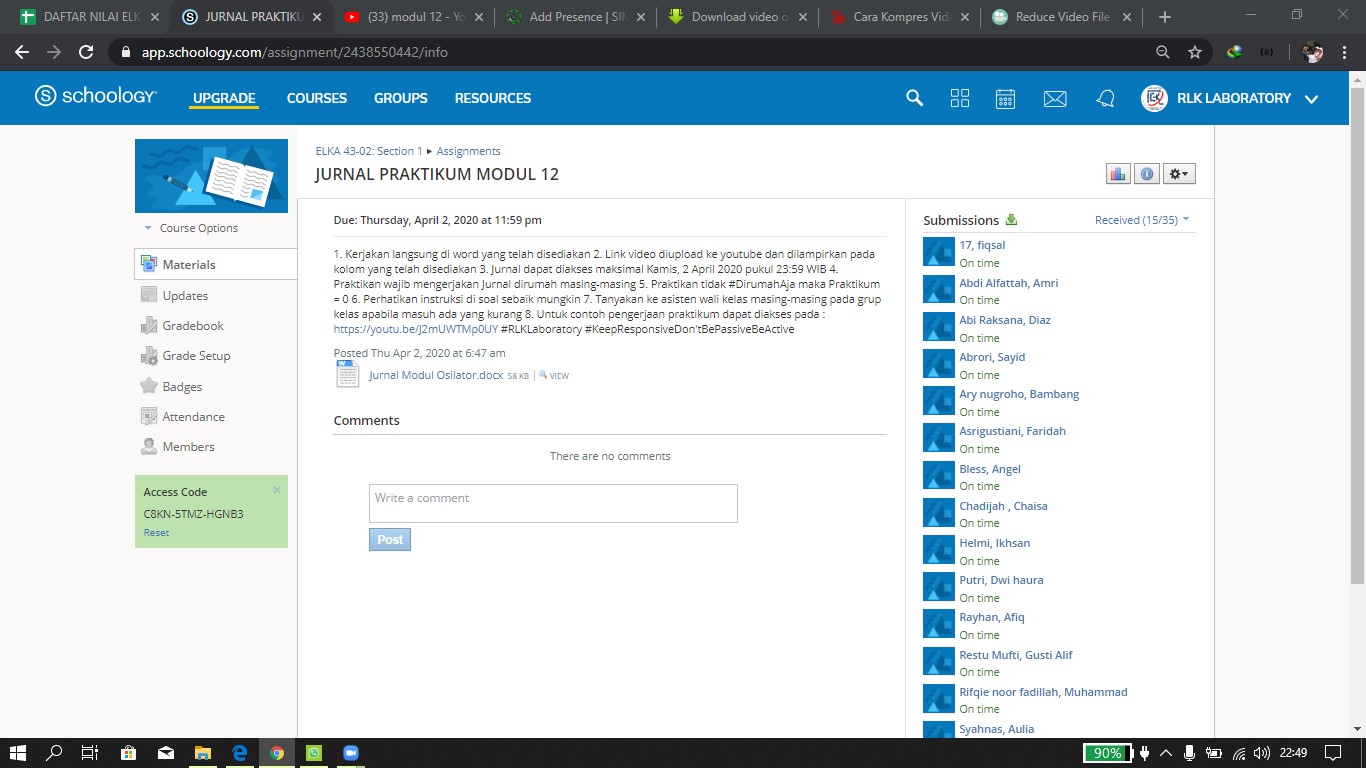 DAFTAR NILAI ELK
JURNAL PRAKTIKU
(33) modul 12 - Yo
Add Presence | SIM
Download video o
Cara Kompres Vid
Reduce Video File
app.schoology.com/assignment/2438550442/info
S schoology
UPGRADE
COURSES
GROUPS
RESOURCES
RLK LABORATORY
ELKA 43-02: Section 1 ▸ Assignments
JURNAL PRAKTIKUM MODUL 12
Course Options
Materials
Updates
Gradebook
Grade Setup
Badges
Attendance
Members
Access Code
C8KN-5TMZ-HGNB3
Reset
Due: Thursday, April 2, 2020 at 11:59 pm
1. Kerjakan langsung di word yang telah disediakan 2. Link video diupload ke youtube dan dilampirkan pada
kolom yang telah disediakan 3. Jurnal dapat diakses maksimal Kamis, 2 April 2020 pukul 23:59 WIB 4.
Praktikan wajib mengerjakan Jurnal dirumah masing-masing 5. Praktikan tidak #DirumahAja maka Praktikum
= 0 6. Perhatikan instruksi di soal sebaik mungkin 7. Tanyakan ke asisten wali kelas masing-masing pada grup
kelas apabila masuh ada yang kurang 8. Untuk contoh pengerjaan praktikum dapat diakses pada :
https://youtu.be/J2mUWTMp0UY #RLKLaboratory #KeepResponsiveDon'tBePassiveBeActive
Posted Thu Apr 2, 2020 at 6:47 am
Jurnal Modul Osilator.docx 58 KB | VIEW
Comments
There are no comments
Write a comment
Post
Submissions
Received (15/35)
17, fiqsal
On time
Abdi Alfattah, Amri
On time
Abi Raksana, Diaz
On time
Abrori, Sayid
On time
Ary nugroho, Bambang
On time
Asrigustiani, Faridah
On time
Bless, Angel
On time
Chadijah , Chaisa
On time
Helmi, Ikhsan
On time
Putri, Dwi haura
On time
Rayhan, Afiq
On time
Restu Mufti, Gusti Alif
On time
Rifqie noor fadillah, Muhammad
On time
Syahnas, Aulia
90%
22:49